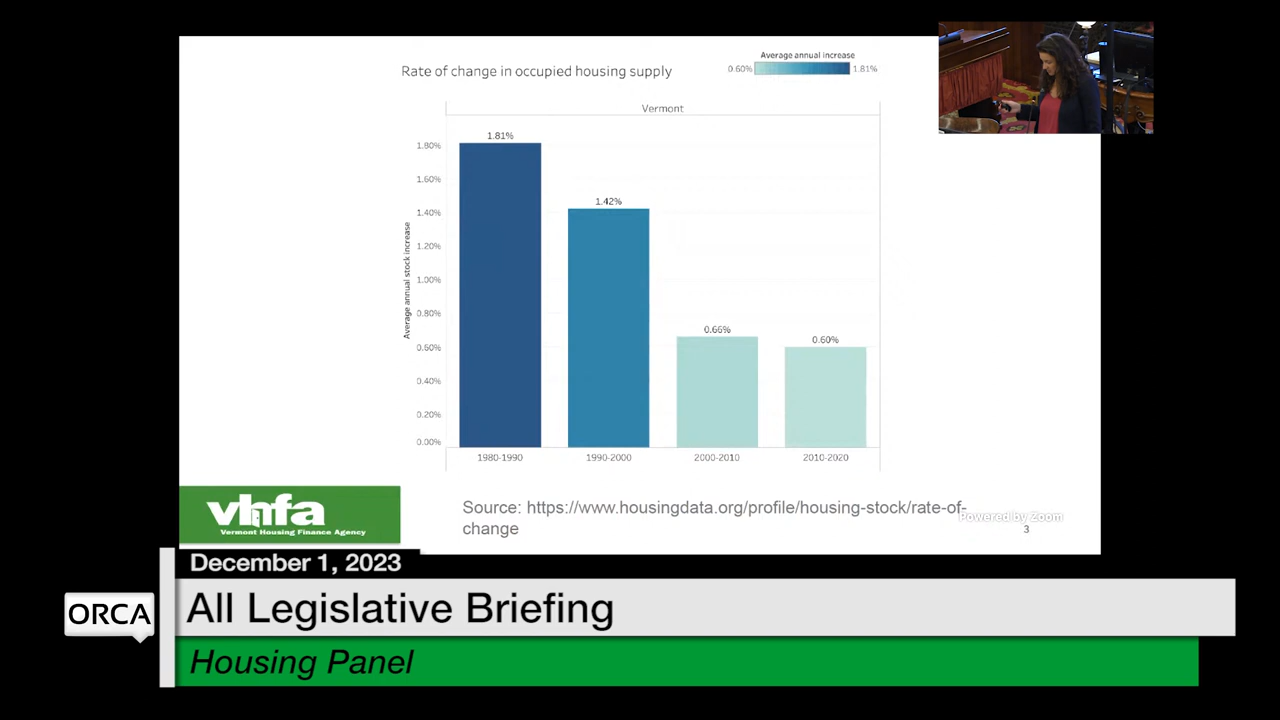 Average annual increase
Rate of change in occupied housing supply
0.60%
1.81%
Vermont
1.81%
1.80%
1.60%
1.42%
1.40%
1.20%
1.00%
0.80%
0.66%
0.60%
0.60%
0.40%
0.20%
0.00%
Average annual stock increase
1980-1990
1990-2000
2000-2010
2010-2020
vhfa
Vermont Housing Finance Agency
Source: https://www.housingdata.org/profile/housing-stock/rate-of-
change
Powered by Zoom
3
December 1, 2023
ORCA
All Legislative Briefing
Housing Panel